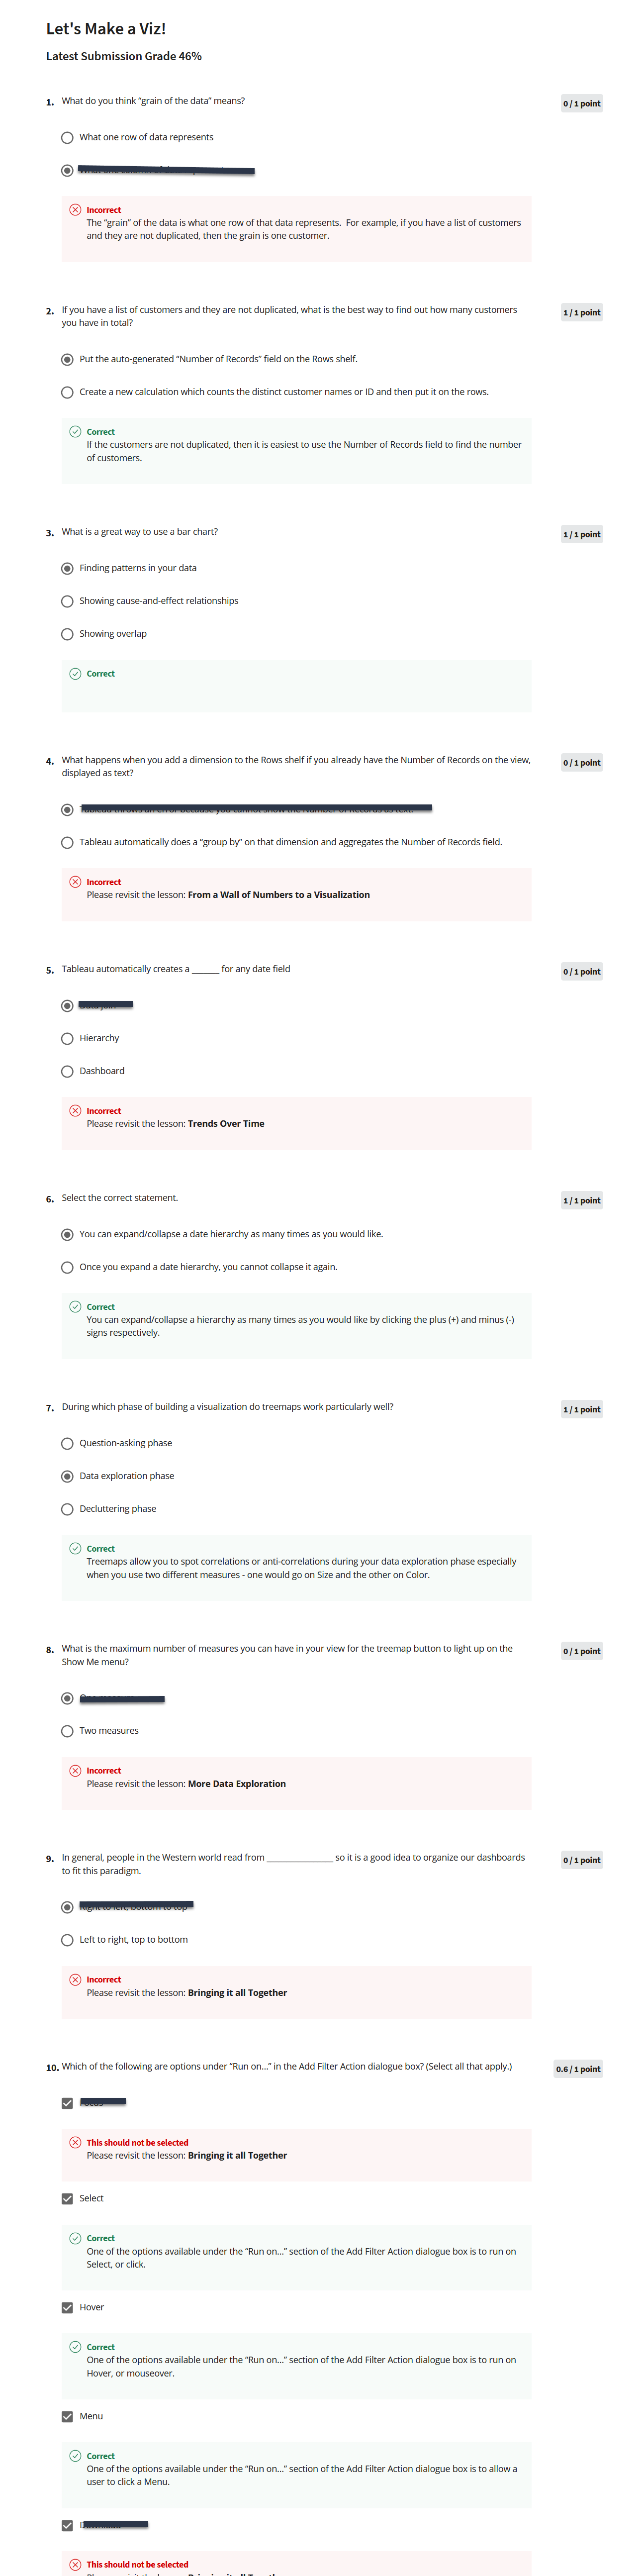 Let's Make a Viz!
Latest Submission Grade 46%
1. What do you think “grain of the data” means?
0 / 1 point
What one row of data represents
Incorrect
The “grain” of the data is what one row of that data represents. For example, if you have a list of customers
and they are not duplicated, then the grain is one customer.
2. If you have a list of customers and they are not duplicated, what is the best way to find out how many customers
you have in total?
1 / 1 point
Put the auto-generated “Number of Records” field on the Rows shelf.
Create a new calculation which counts the distinct customer names or ID and then put it on the rows.
Correct
If the customers are not duplicated, then it is easiest to use the Number of Records field to find the number
of customers.
3. What is a great way to use a bar chart?
1 / 1 point
Finding patterns in your data
Showing cause-and-effect relationships
Showing overlap
Correct
4. What happens when you add a dimension to the Rows shelf if you already have the Number of Records on the view,
displayed as text?
0 / 1 point
Tableau automatically does a “group by” on that dimension and aggregates the Number of Records field.
Incorrect
Please revisit the lesson: From a Wall of Numbers to a Visualization
5. Tableau automatically creates a ______ for any date field
0 / 1 point
Hierarchy
Dashboard
Incorrect
Please revisit the lesson: Trends Over Time
6. Select the correct statement.
1 / 1 point
You can expand/collapse a date hierarchy as many times as you would like.
Once you expand a date hierarchy, you cannot collapse it again.
Correct
You can expand/collapse a hierarchy as many times as you would like by clicking the plus (+) and minus (-)
signs respectively.
7. During which phase of building a visualization do treemaps work particularly well?
1 / 1 point
Question-asking phase
Data exploration phase
Decluttering phase
Correct
Treemaps allow you to spot correlations or anti-correlations during your data exploration phase especially
when you use two different measures - one would go on Size and the other on Color.
8. What is the maximum number of measures you can have in your view for the treemap button to light up on the
Show Me menu?
0 / 1 point
Two measures
Incorrect
Please revisit the lesson: More Data Exploration
9. In general, people in the Western world read from _______________ so it is a good idea to organize our dashboards
to fit this paradigm.
0 / 1 point
Left to right, top to bottom
Incorrect
Please revisit the lesson: Bringing it all Together
10. Which of the following are options under “Run on...” in the Add Filter Action dialogue box? (Select all that apply.)
0.6 / 1 point
This should not be selected
Please revisit the lesson: Bringing it all Together
Select
Correct
One of the options available under the “Run on...” section of the Add Filter Action dialogue box is to run on
Select, or click.
Hover
Correct
One of the options available under the “Run on...” section of the Add Filter Action dialogue box is to run on
Hover, or mouseover.
Menu
Correct
One of the options available under the “Run on...” section of the Add Filter Action dialogue box is to allow a
user to click a Menu.
This should not be selected